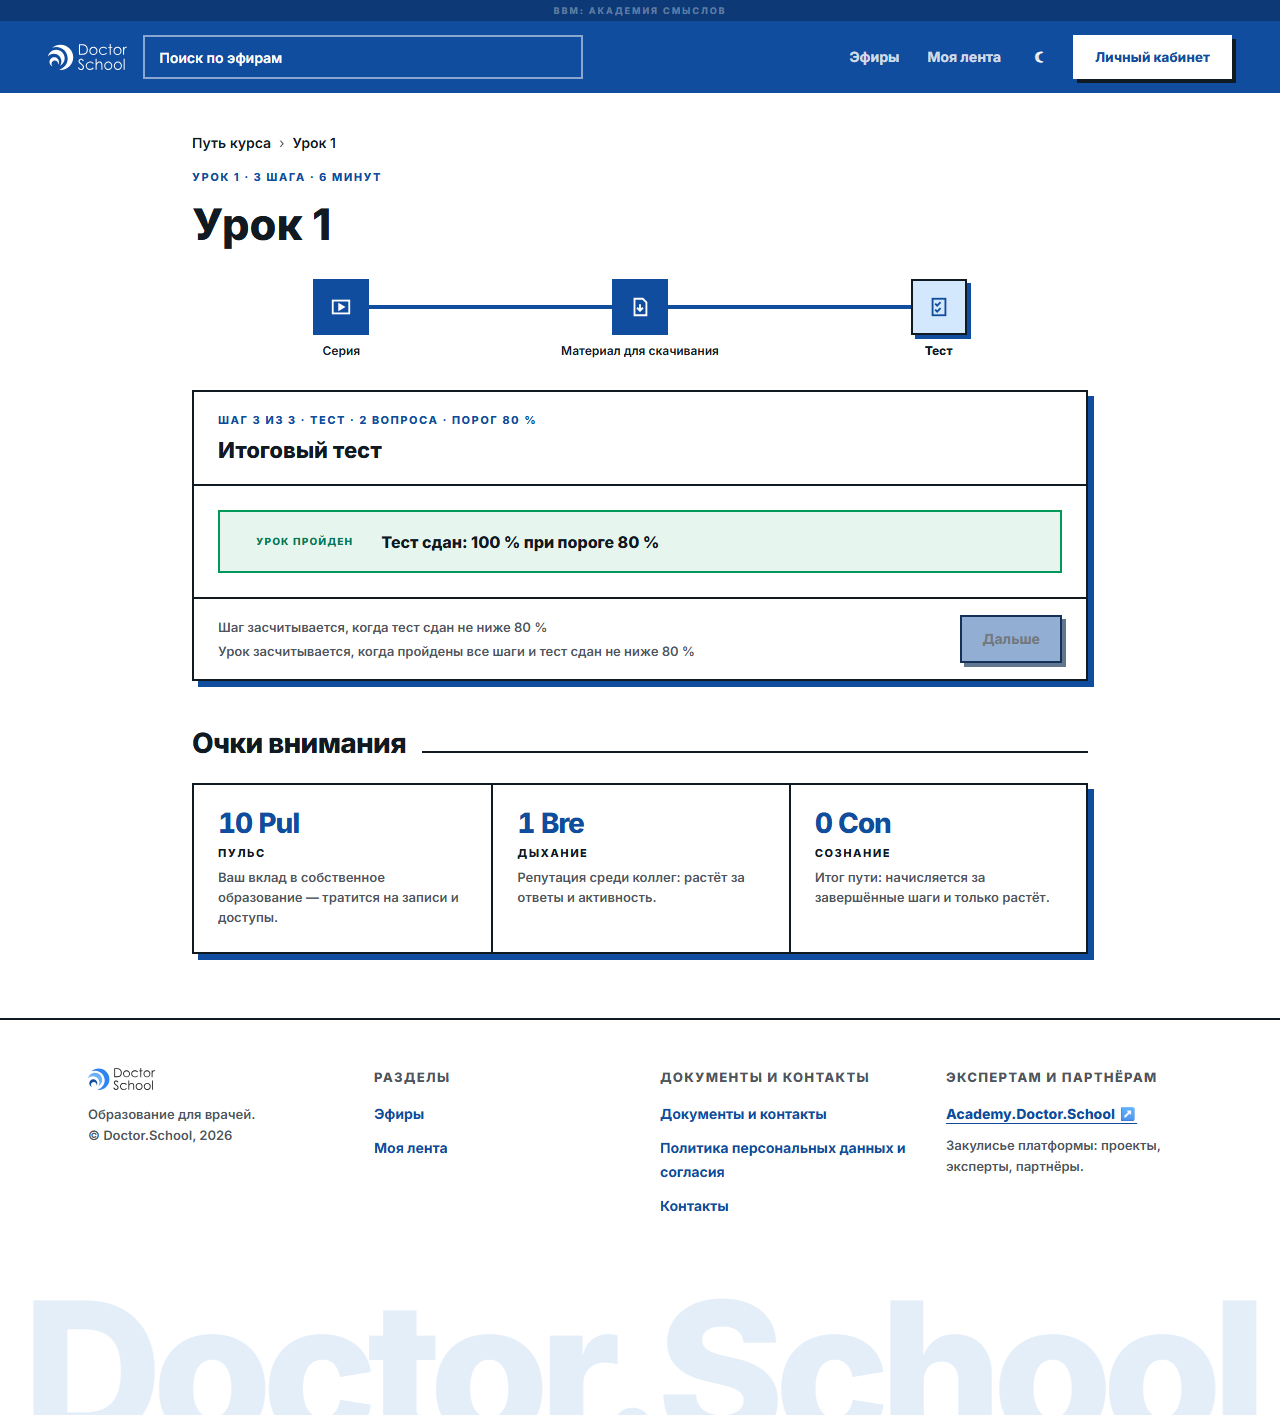 ВВМ: АКАДЕМИЯ СМЫСЛОВ
Doctor
School
Поиск по эфирам
Эфиры
Моя лента
Личный кабинет
Путь курса › Урок 1
УРОК 1 · 3 ШАГА · 6 МИНУТ
Урок 1
Серия
Материал для скачивания
Тест
ШАГ 3 ИЗ 3 · ТЕСТ · 2 ВОПРОСА · ПОРОГ 80 %
Итоговый тест
УРОК ПРОЙДЕН
Тест сдан: 100 % при пороге 80 %
Шаг засчитывается, когда тест сдан не ниже 80 %
Урок засчитывается, когда пройдены все шаги и тест сдан не ниже 80 %
Дальше
Очки внимания
10 Pul
ПУЛЬС
Ваш вклад в собственное
образование — тратится на записи и
доступы.
1 Bre
ДЫХАНИЕ
Репутация среди коллег: растёт за
ответы и активность.
0 Con
СОЗНАНИЕ
Итог пути: начисляется за
завершённые шаги и только растёт.
Doctor
School
Образование для врачей.
© Doctor.School, 2026
РАЗДЕЛЫ
Эфиры
Моя лента
ДОКУМЕНТЫ И КОНТАКТЫ
Документы и контакты
Политика персональных данных и
согласия
Контакты
ЭКСПЕРТАМ И ПАРТНЁРАМ
Academy.Doctor.School ↗
Закулисье платформы: проекты,
эксперты, партнёры.
Doctor.School